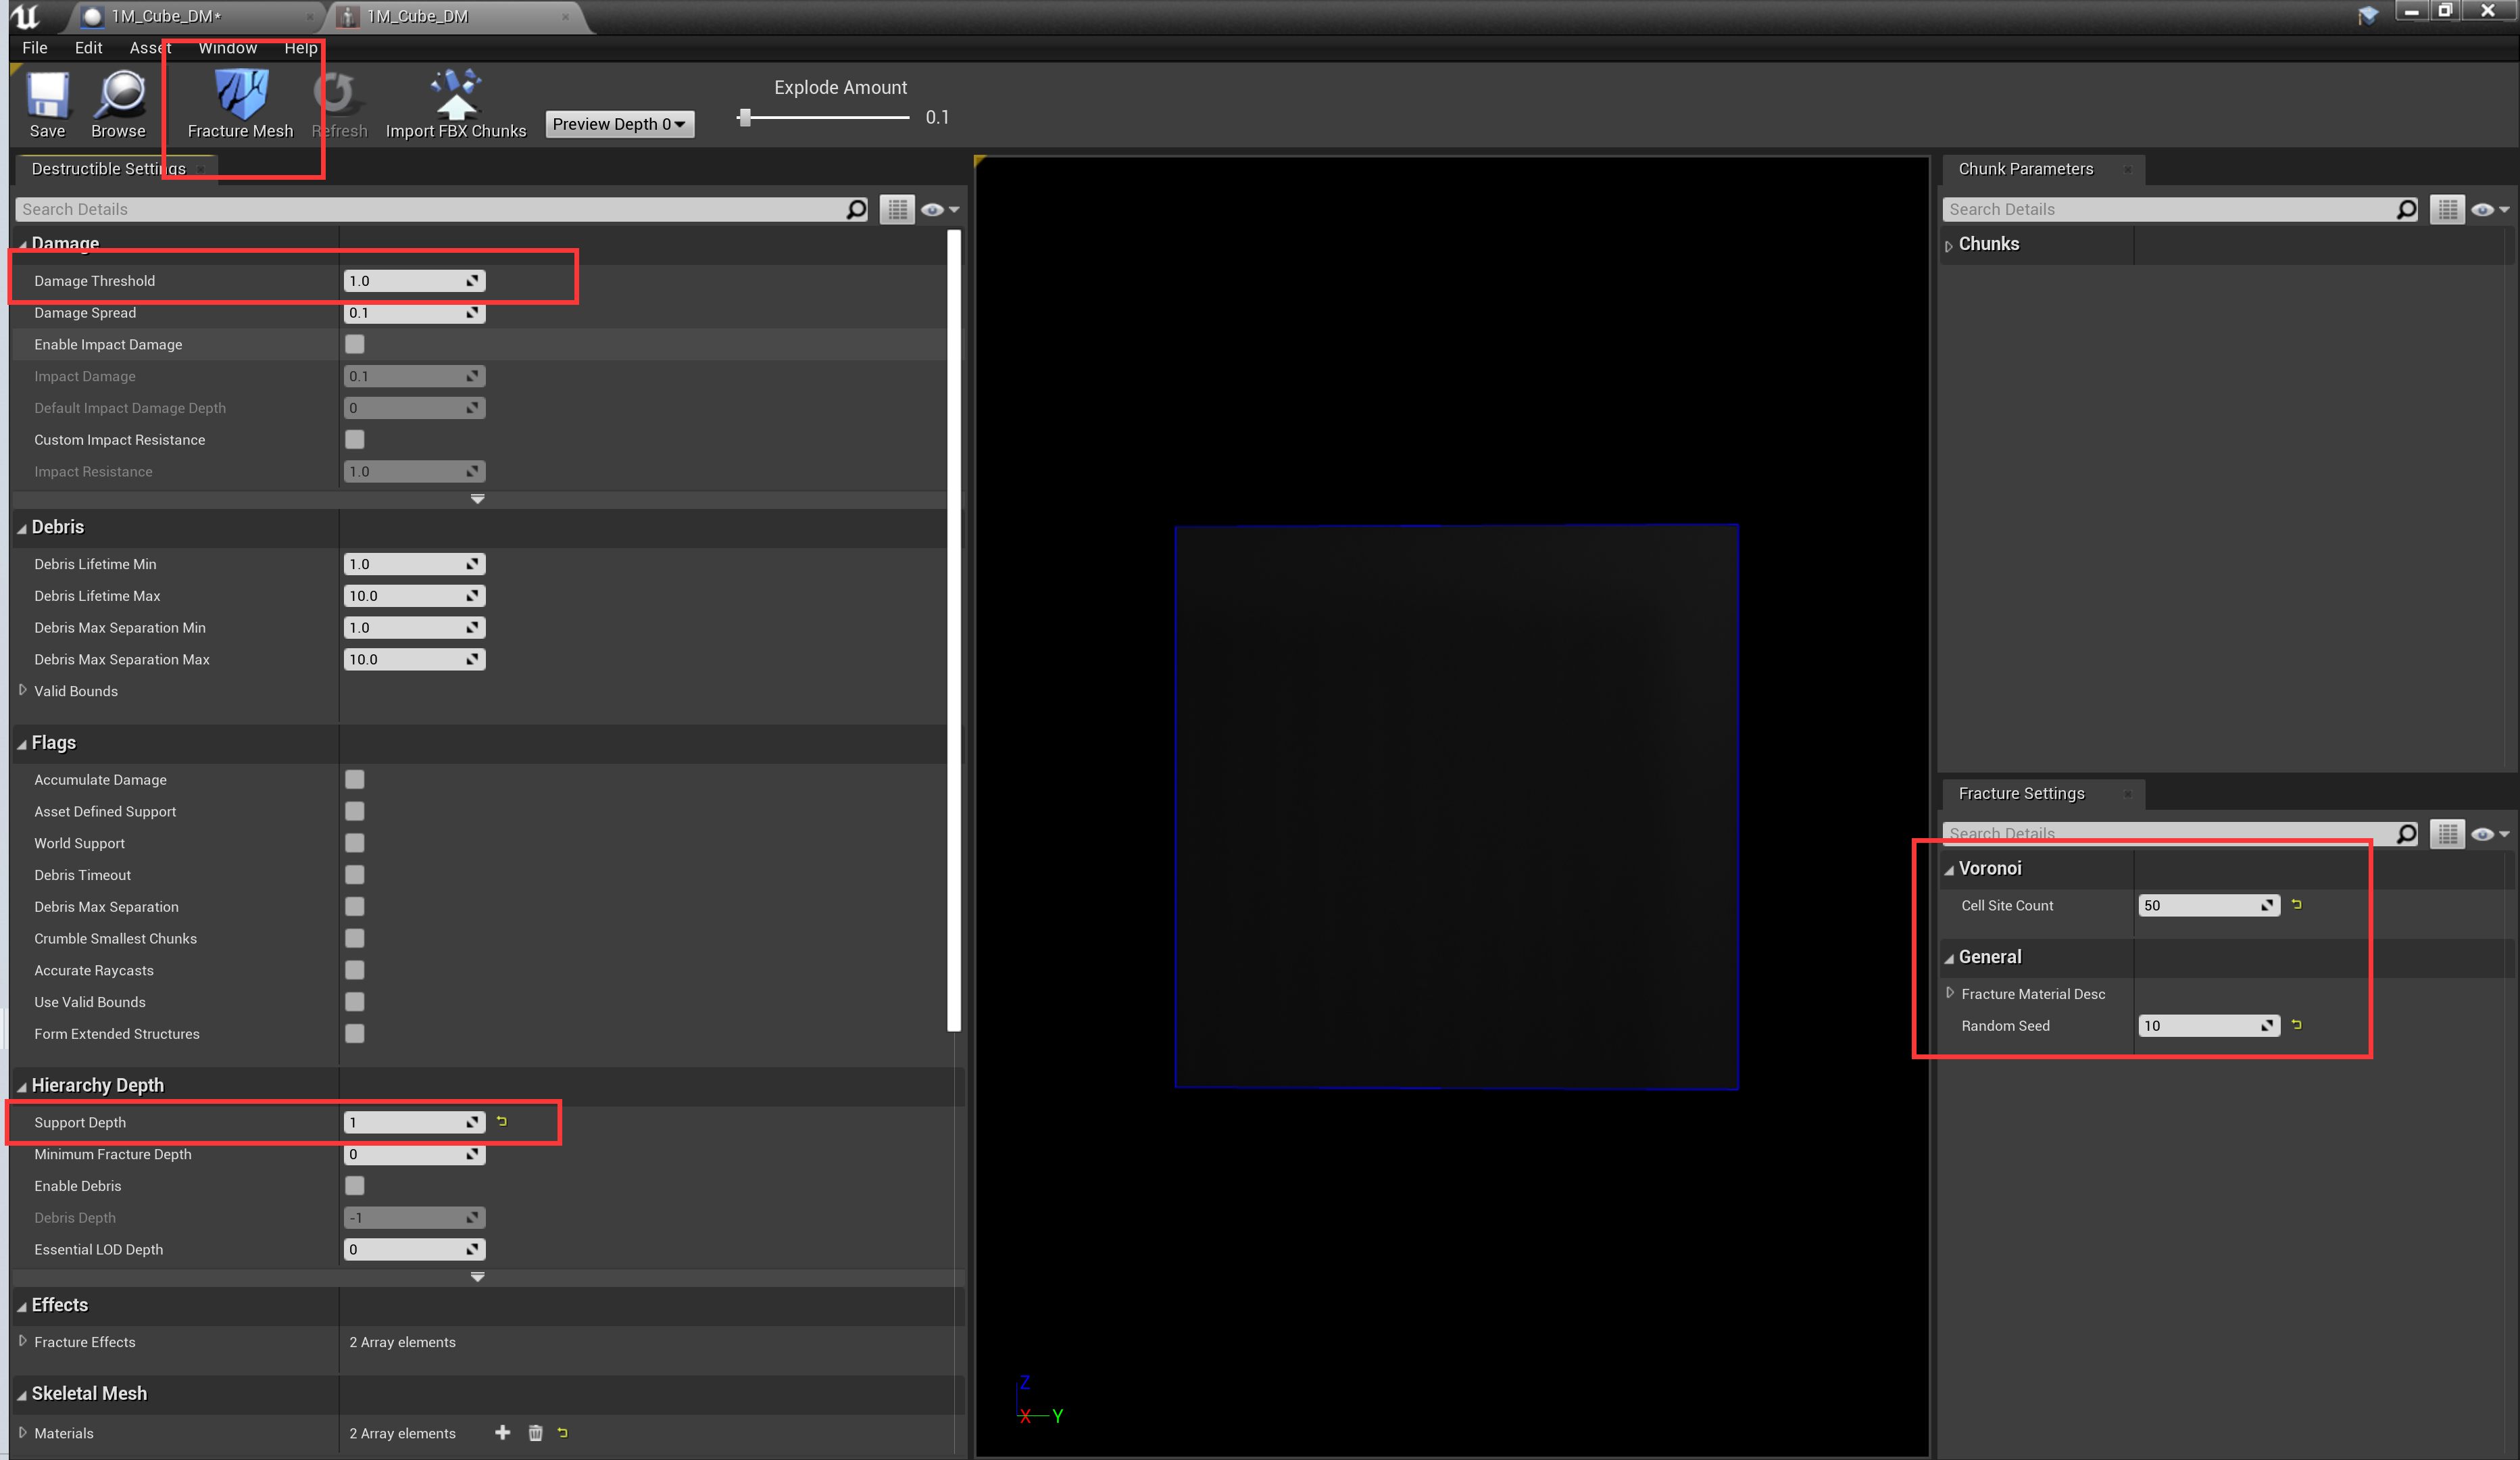 1M_Cube_DM*
1M_Cube_DM
File Edit Asset Window Help
Save
Browse
Fracture Mesh
Refresh
Import FBX Chunks
Preview Depth 0
Explode Amount
0.1
Destructible Settings
Search Details
Damage
Damage Threshold 1.0
Damage Spread 0.1
Enable Impact Damage
Impact Damage 0.1
Default Impact Damage Depth 0
Custom Impact Resistance
Impact Resistance 1.0
Debris
Debris Lifetime Min 1.0
Debris Lifetime Max 10.0
Debris Max Separation Min 1.0
Debris Max Separation Max 10.0
Valid Bounds
Flags
Accumulate Damage
Asset Defined Support
World Support
Debris Timeout
Debris Max Separation
Crumble Smallest Chunks
Accurate Raycasts
Use Valid Bounds
Form Extended Structures
Hierarchy Depth
Support Depth 1
Minimum Fracture Depth 0
Enable Debris
Debris Depth -1
Essential LOD Depth 0
Effects
Fracture Effects 2 Array elements
Skeletal Mesh
Materials 2 Array elements
Z
X Y
Chunk Parameters
Search Details
Chunks
Fracture Settings
Search Details
Voronoi
Cell Site Count 50
General
Fracture Material Desc
Random Seed 10